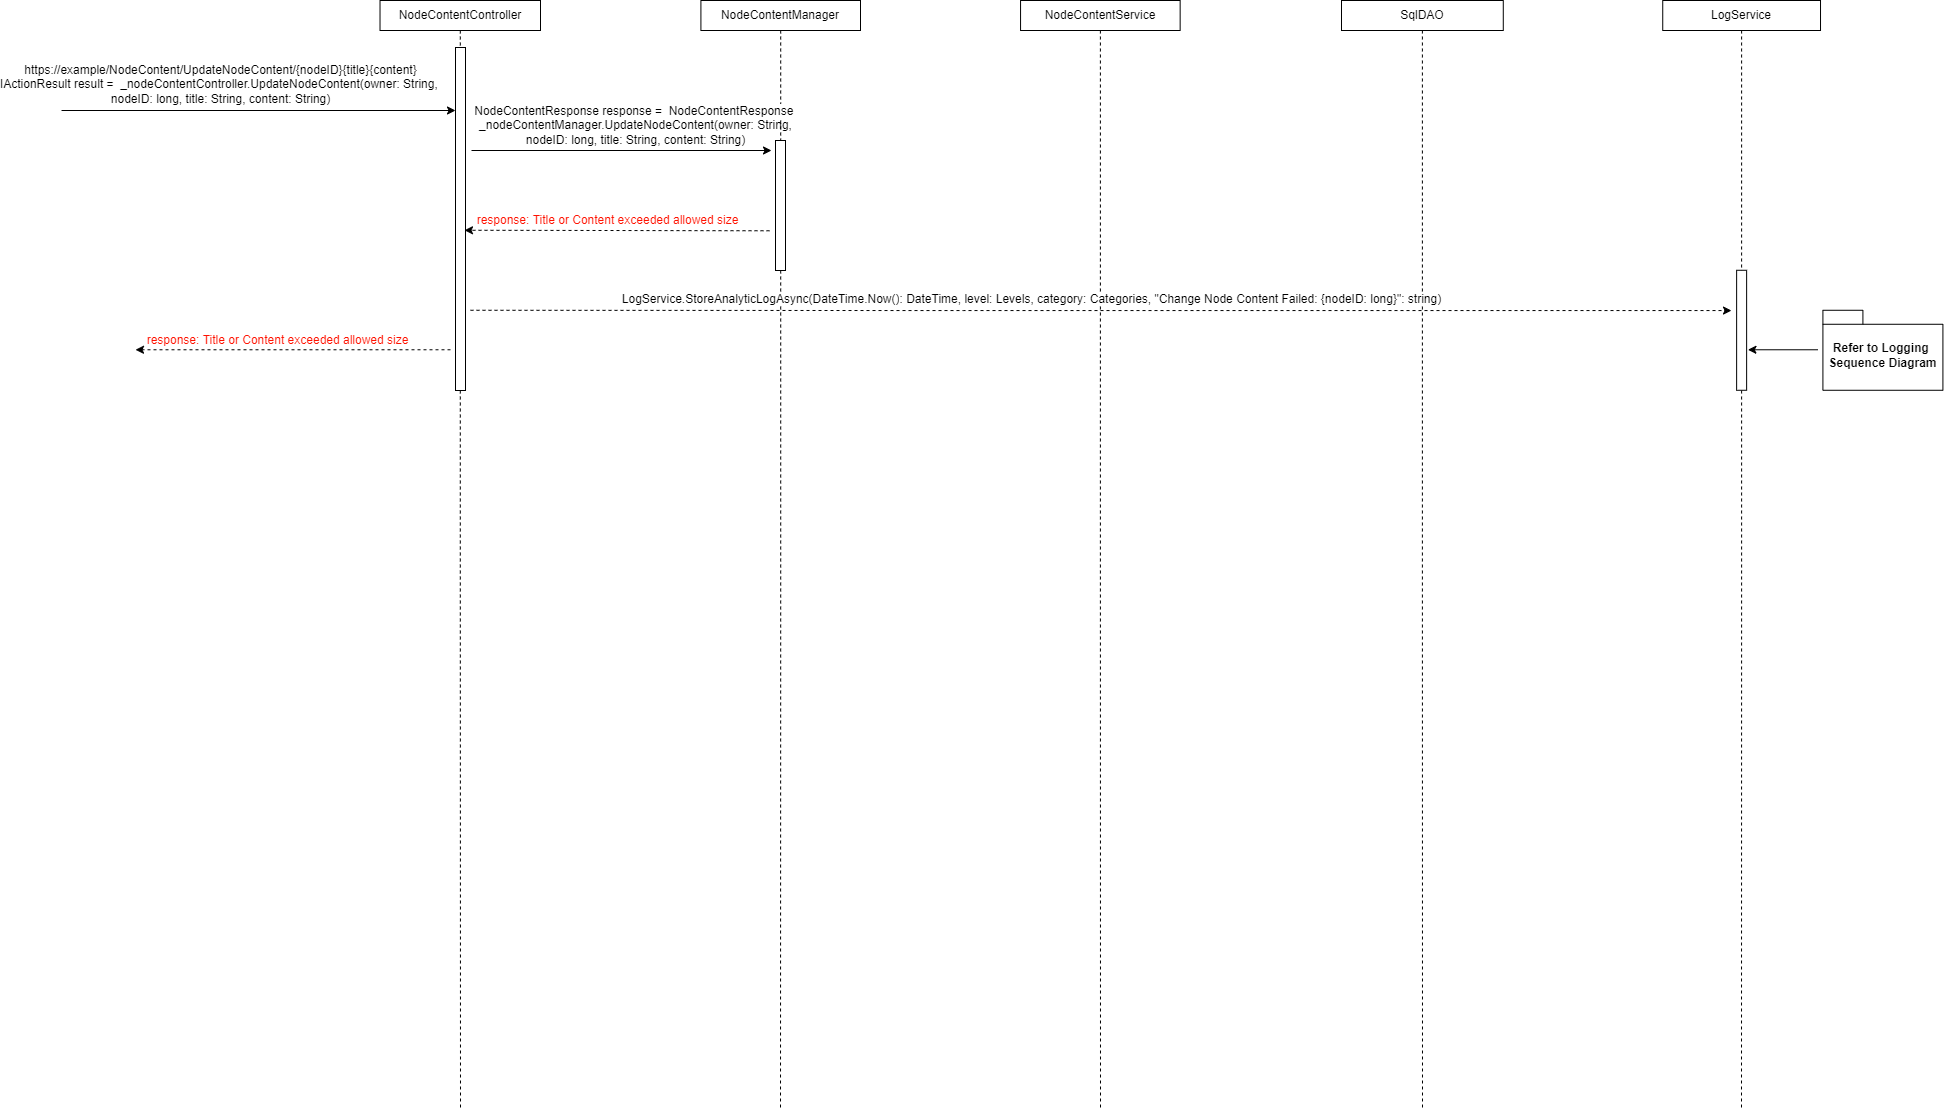 NodeContentController
NodeContentManager
NodeContentService
SqlDAO
LogService
https://example/NodeContent/UpdateNodeContent/{nodeID}{title}{content}
IActionResult result =  _nodeContentController.UpdateNodeContent(owner: String,
nodeID: long, title: String, content: String)
NodeContentResponse response =  NodeContentResponse
_nodeContentManager.UpdateNodeContent(owner: String,
nodeID: long, title: String, content: String)
response: Title or Content exceeded allowed size
LogService.StoreAnalyticLogAsync(DateTime.Now(): DateTime, level: Levels, category: Categories, "Change Node Content Failed: {nodeID: long}": string)
response: Title or Content exceeded allowed size
Refer to Logging
Sequence Diagram